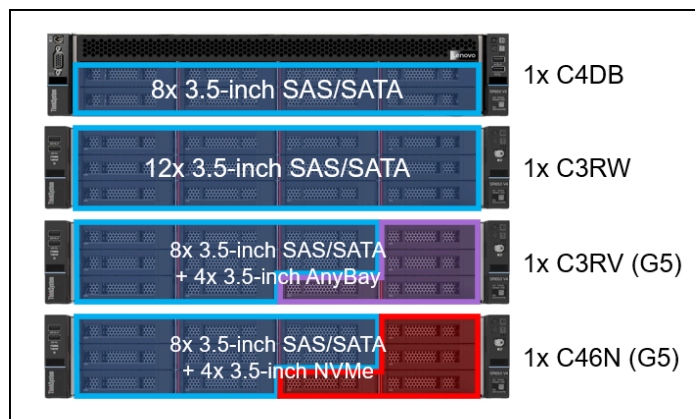 Lenovo
8x 3.5-inch SAS/SATA
1x C4DB
12x 3.5-inch SAS/SATA
1x C3RW
8x 3.5-inch SAS/SATA
+ 4x 3.5-inch AnyBay
1x C3RV (G5)
8x 3.5-inch SAS/SATA
+ 4x 3.5-inch NVMe
1x C46N (G5)